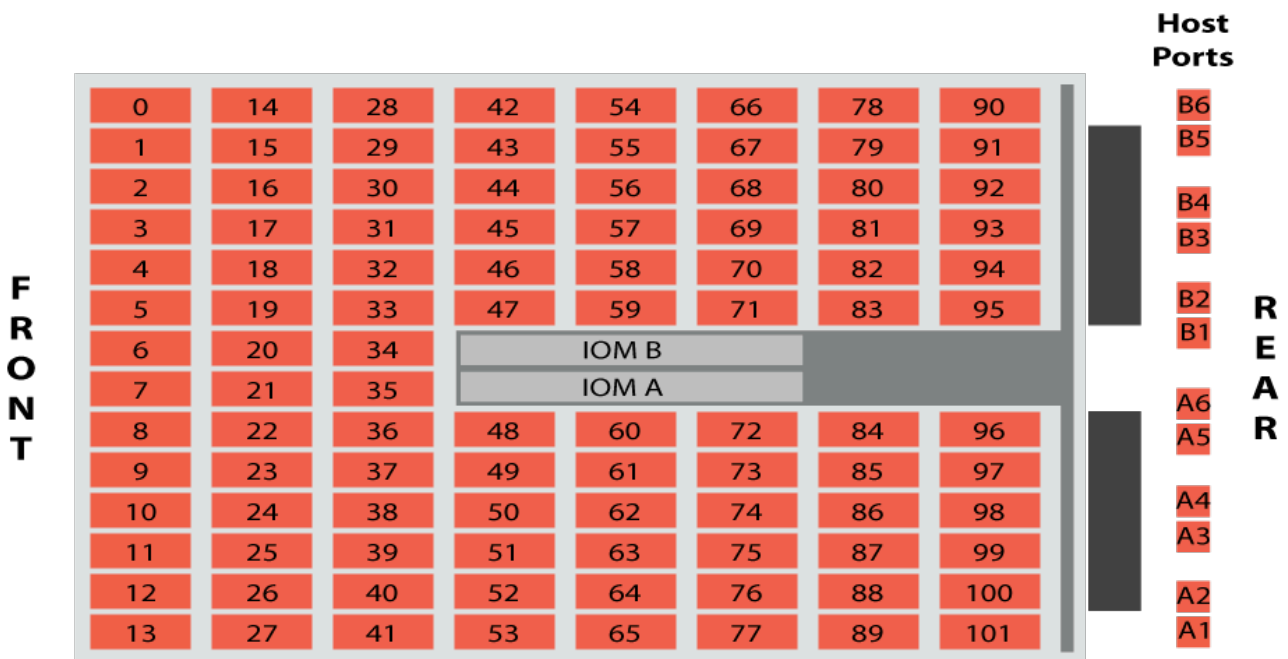 Host
Ports
0 14 28 42 54 66 78 90 B6
1 15 29 43 55 67 79 91 B5
2 16 30 44 56 68 80 92 B4
3 17 31 45 57 69 81 93 B3
4 18 32 46 58 70 82 94
5 19 33 47 59 71 83 95 B2
6 20 34 IOM B B1
7 21 35 IOM A A6
8 22 36 48 60 72 84 96 A5
9 23 37 49 61 73 85 97
10 24 38 50 62 74 86 98 A4
11 25 39 51 63 75 87 99 A3
12 26 40 52 64 76 88 100 A2
13 27 41 53 65 77 89 101 A1
FRONT
REAR